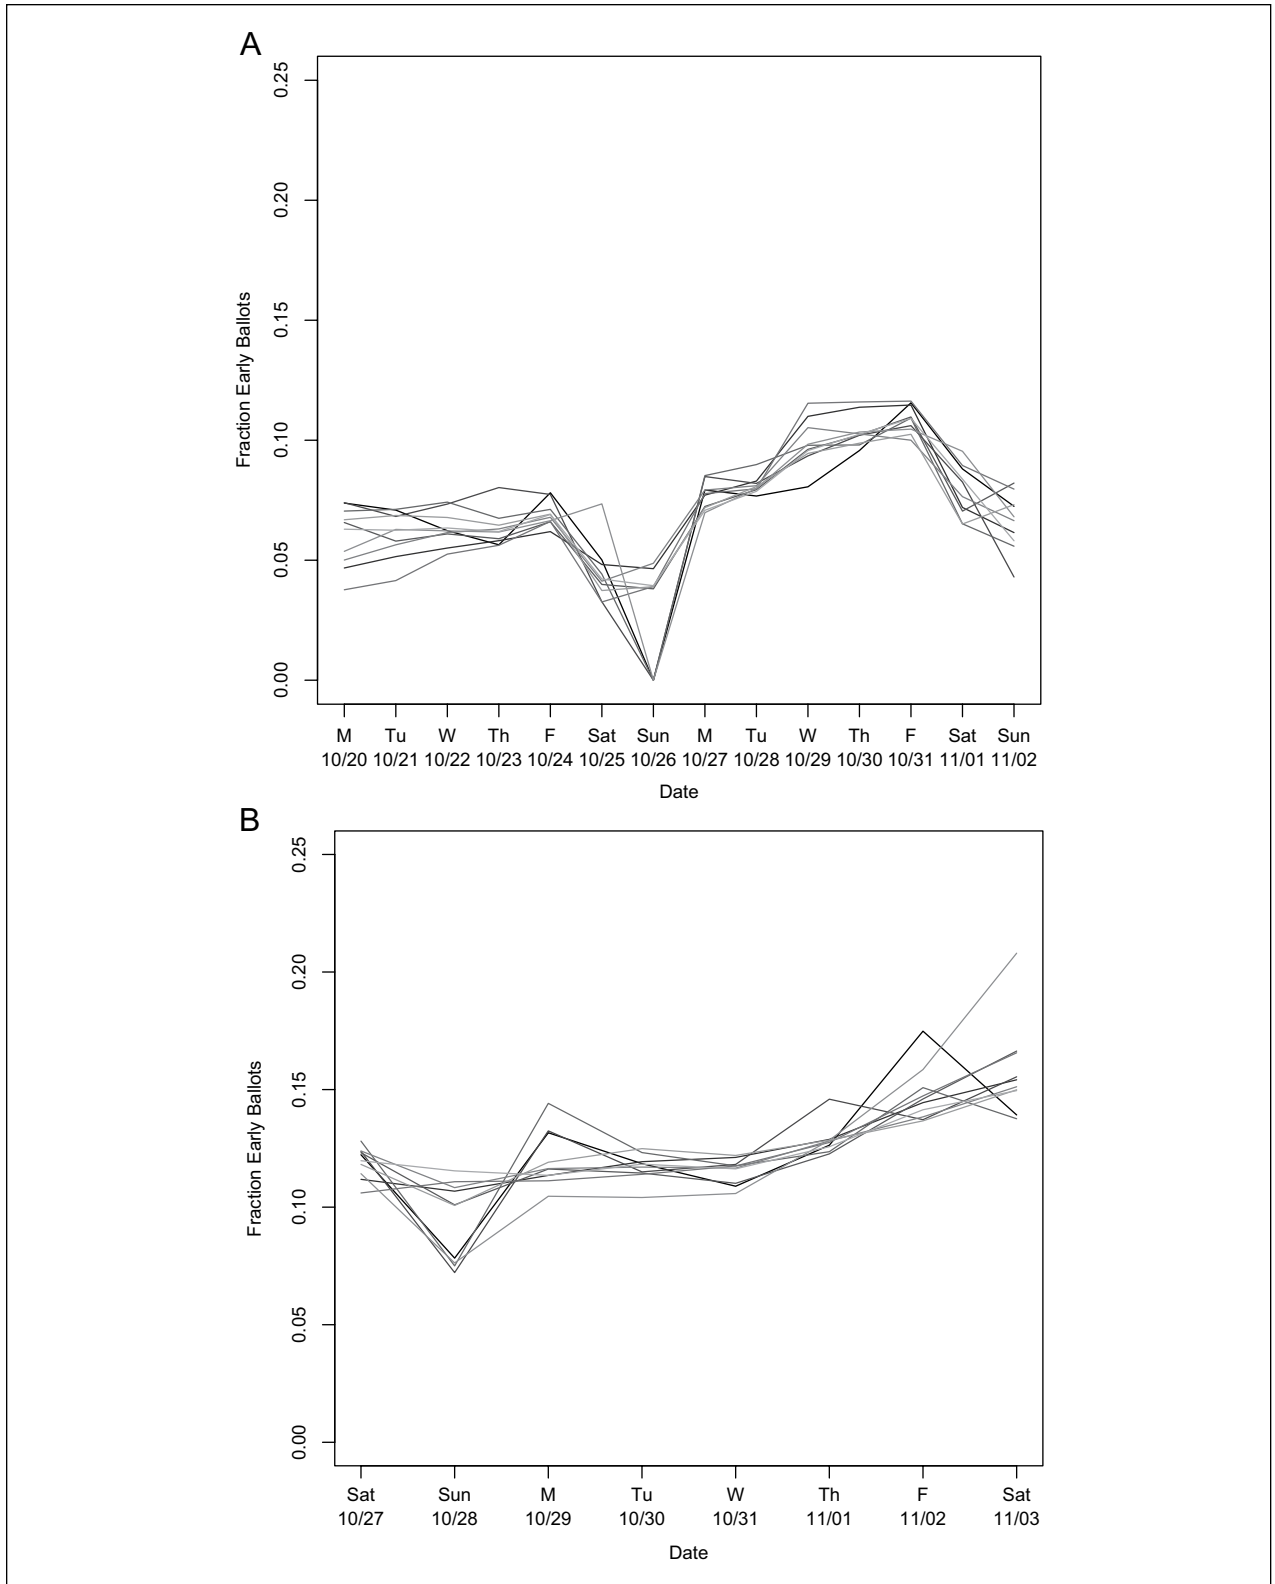 A
Fraction Early Ballots
0.25
0.20
0.15
0.10
0.05
0.00
M Tu W Th F Sat Sun M Tu W Th F Sat Sun
10/20 10/21 10/22 10/23 10/24 10/25 10/26 10/27 10/28 10/29 10/30 10/31 11/01 11/02
Date
B
Fraction Early Ballots
0.25
0.20
0.15
0.10
0.05
0.00
Sat Sun M Tu W Th F Sat
10/27 10/28 10/29 10/30 10/31 11/01 11/02 11/03
Date